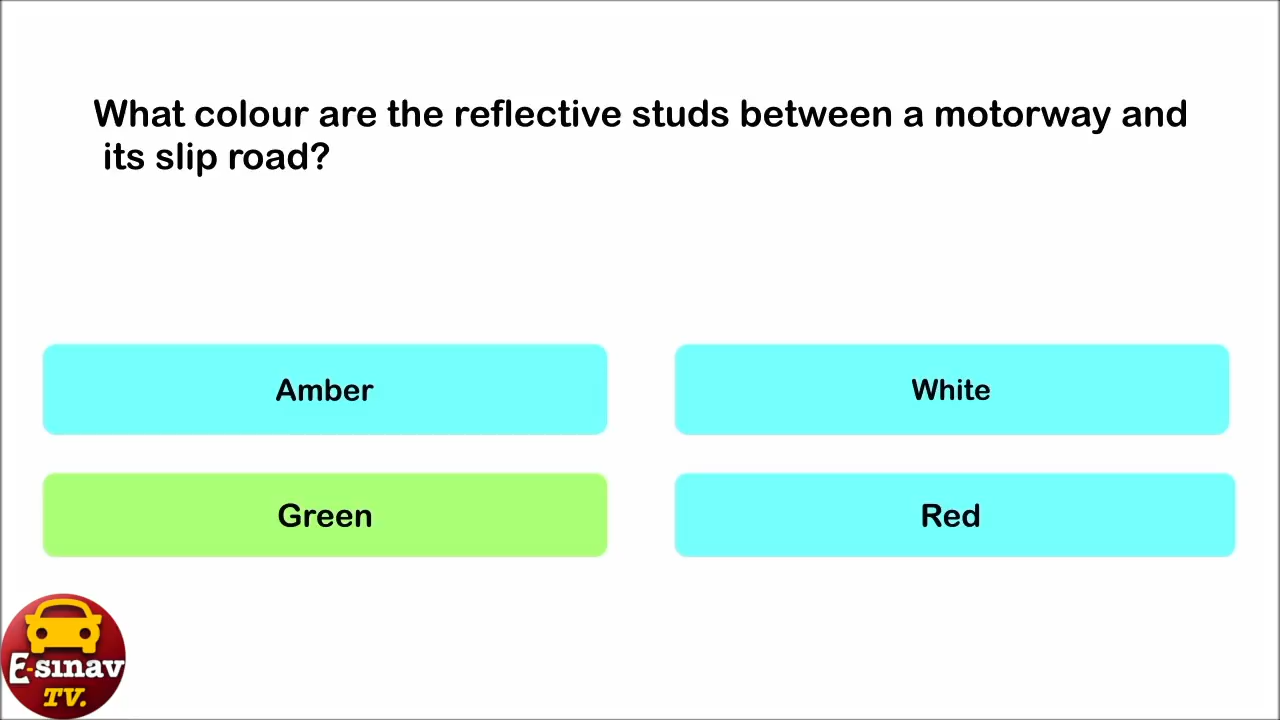 What colour are the reflective studs between a motorway and
its slip road?
Amber
White
Green
Red
E-sınav
TV.